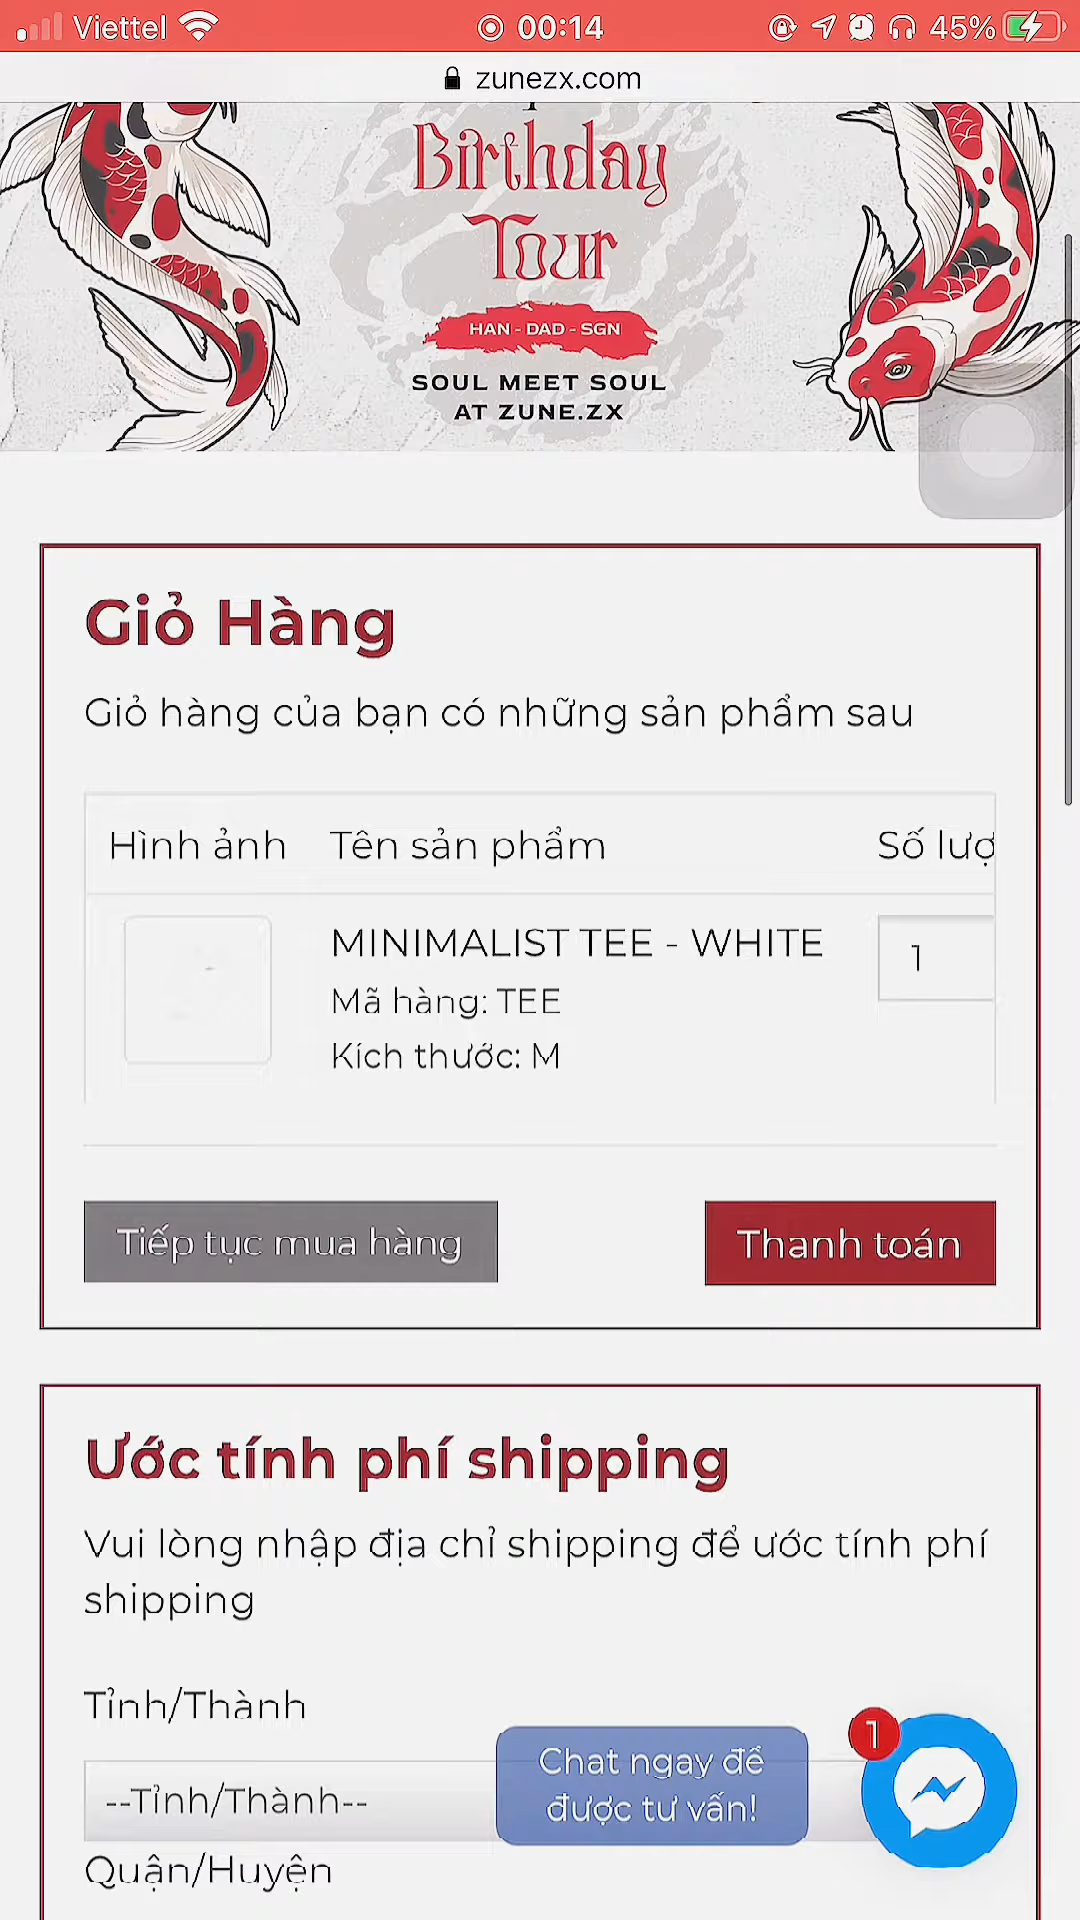 Viettel 00:14 45%
zunezx.com
Birthday
Tour
HAN - DAD - SGN
SOUL MEET SOUL
AT ZUNE.ZX
Giỏ Hàng
Giỏ hàng của bạn có những sản phẩm sau
Hình ảnh Tên sản phẩm Số lượ
MINIMALIST TEE - WHITE 1
Mã hàng: TEE
Kích thước: M
Tiếp tục mua hàng Thanh toán
Ước tính phí shipping
Vui lòng nhập địa chỉ shipping để ước tính phí
shipping
Tỉnh/Thành
1
Chat ngay để
được tư vấn!
--Tỉnh/Thành--
Quận/Huyện